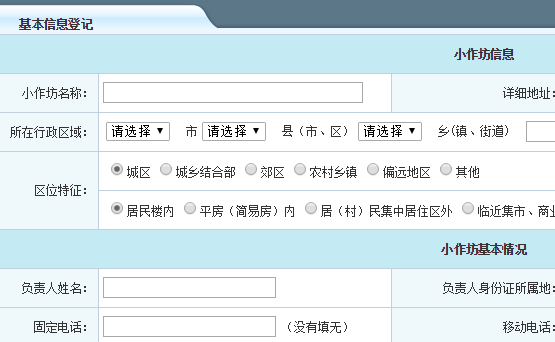 基本信息登记
小作坊信息
小作坊名称: 详细地址:
所在行政区域: 请选择 市 请选择 县（市、区） 请选择 乡(镇、街道)
区位特征: 城区 城乡结合部 郊区 农村乡镇 偏远地区 其他
居民楼内 平房（简易房）内 居（村）民集中居住区外 临近集市、商业
小作坊基本情况
负责人姓名: 负责人身份证所属地:
固定电话: （没有填无） 移动电话: